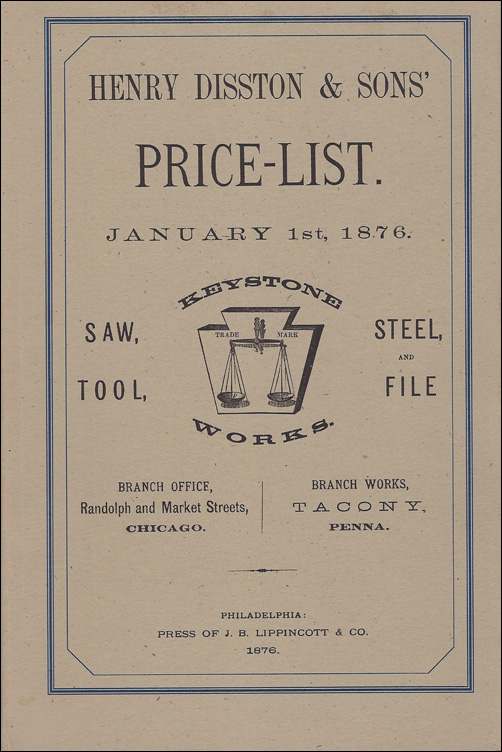 HENRY DISSTON & SONS'
PRICE-LIST.
JANUARY 1st, 1876.
KEYSTONE
TRADE MARK
SAW,
TOOL,
STEEL,
AND
FILE
WORKS.
BRANCH OFFICE,
Randolph and Market Streets,
CHICAGO.
BRANCH WORKS,
TACONY,
PENNA.
PHILADELPHIA:
PRESS OF J. B. LIPPINCOTT & CO.
1876.